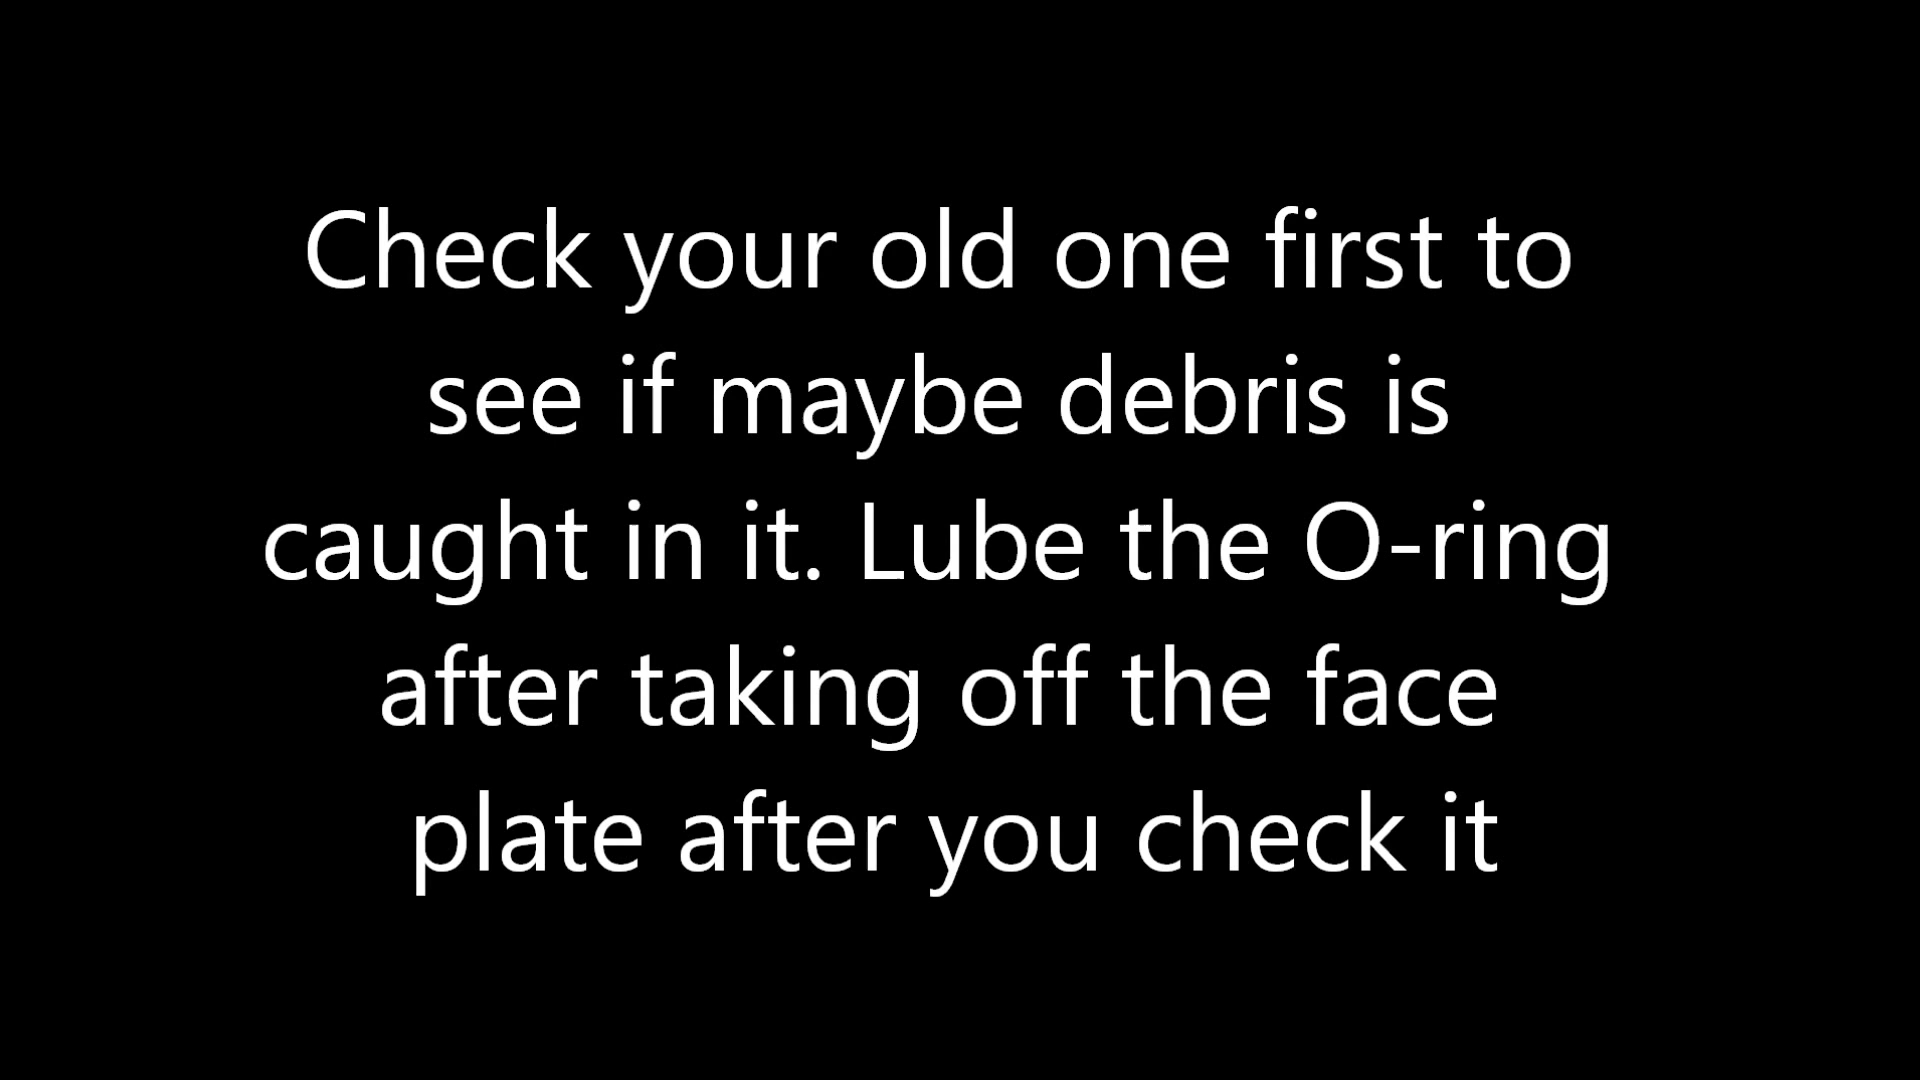 Check your old one first to
see if maybe debris is
caught in it. Lube the O-ring
after taking off the face
plate after you check it